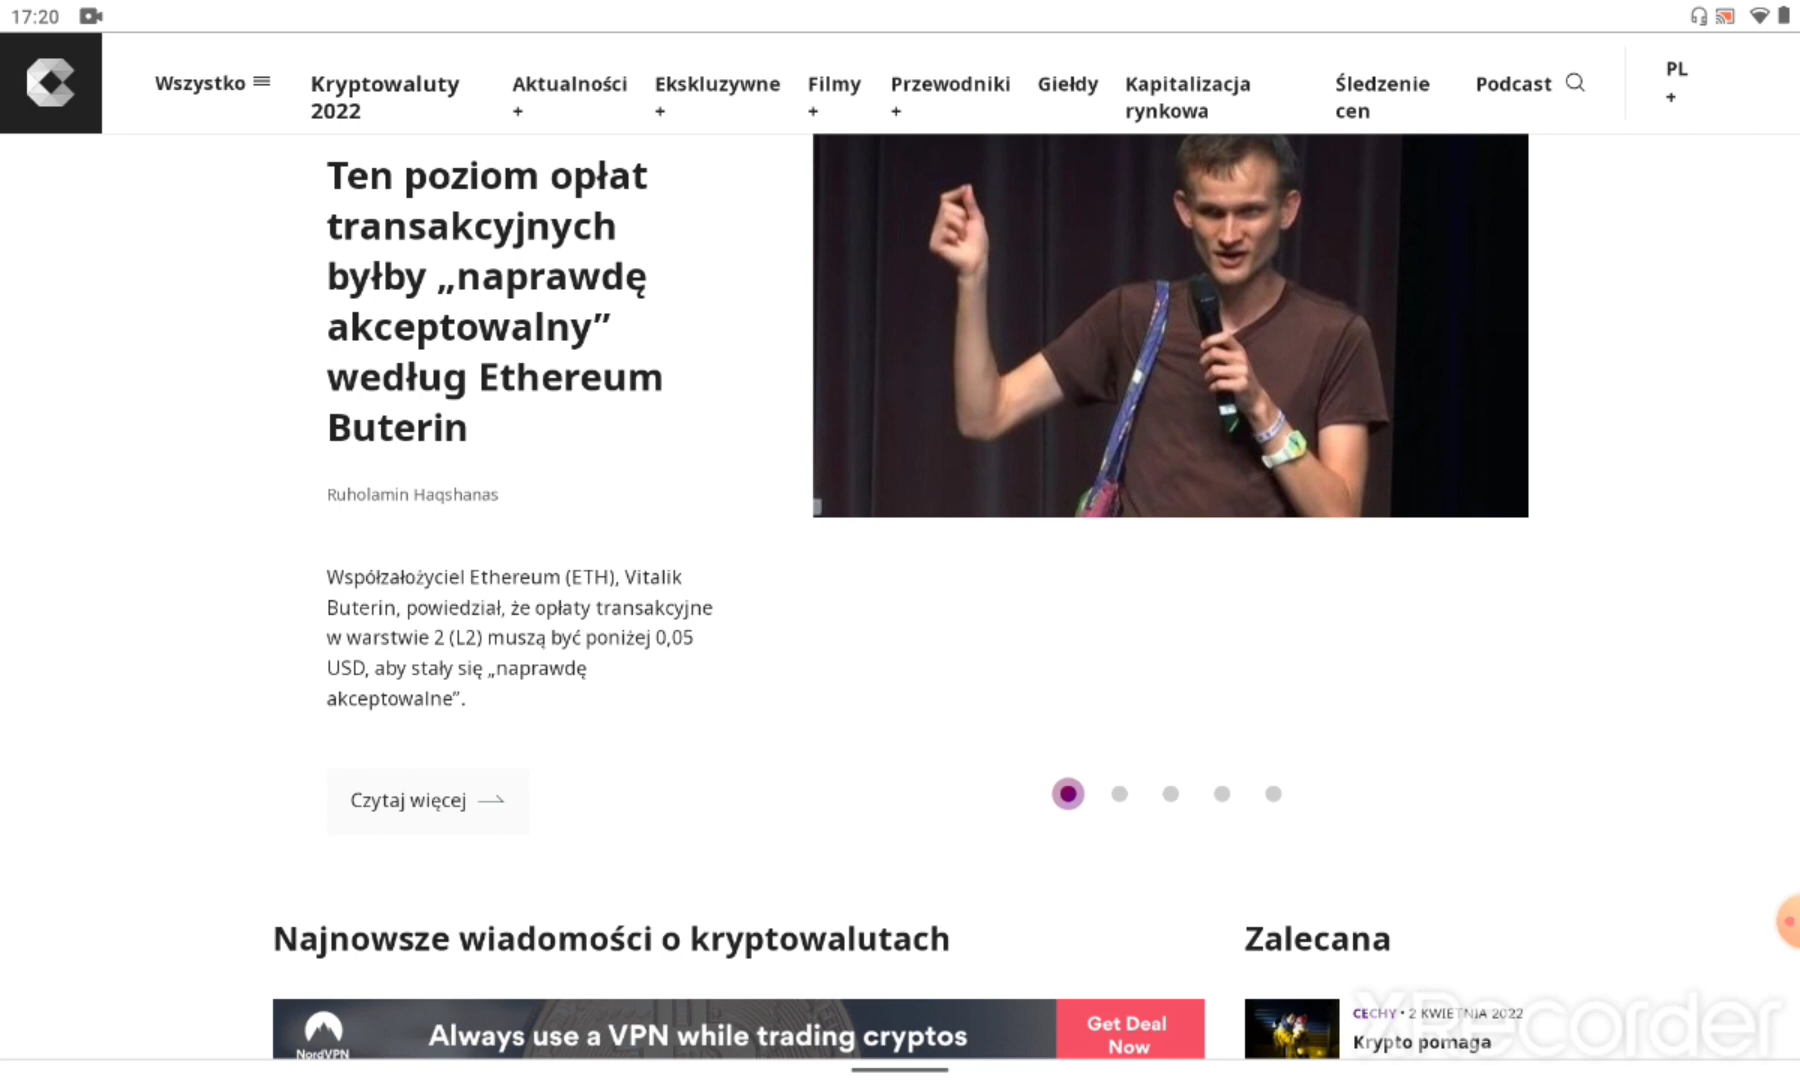 17:20
Wszystko
Kryptowaluty
2022
Aktualności
+
Ekskluzywne
+
Filmy
+
Przewodniki
+
Giełdy
Kapitalizacja
rynkowa
Śledzenie
cen
Podcast
PL
+
Ten poziom opłat
transakcyjnych
byłby „naprawdę
akceptowalny”
według Ethereum
Buterin
Ruholamin Haqshanas
Współzałożyciel Ethereum (ETH), Vitalik
Buterin, powiedział, że opłaty transakcyjne
w warstwie 2 (L2) muszą być poniżej 0,05
USD, aby stały się „naprawdę
akceptowalne”.
Czytaj więcej
Najnowsze wiadomości o kryptowalutach
Zalecana
NordVPN
Always use a VPN while trading cryptos
Get Deal
Now
CECHY • 2 KWIETNIA 2022
Krypto pomaga
XRecorder